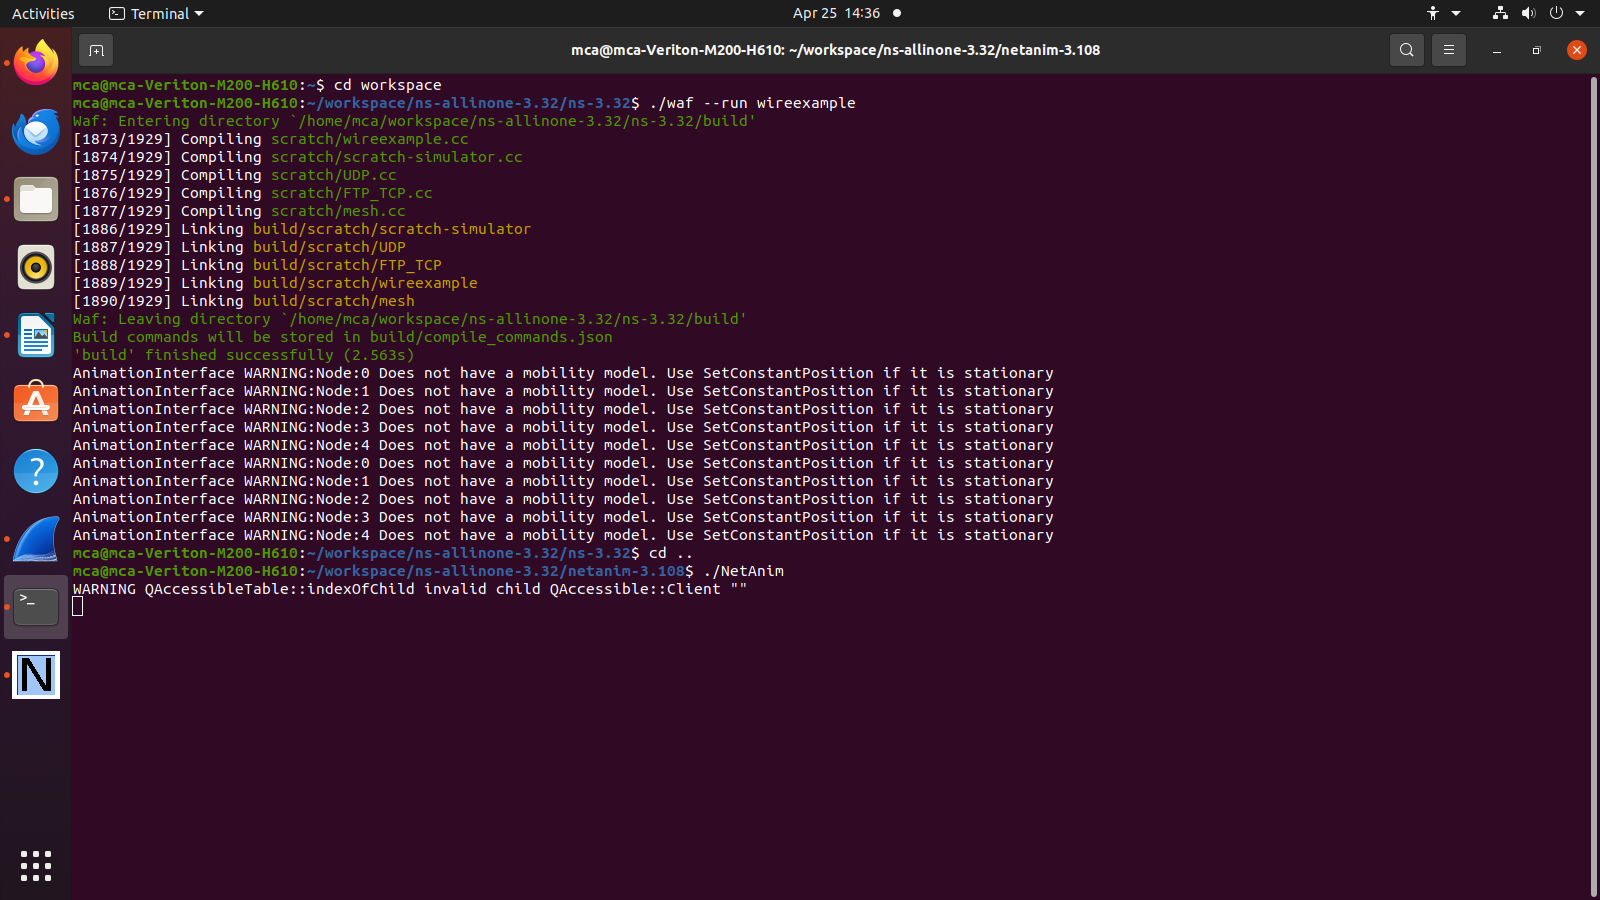 Activities
Terminal
Apr 25 14:36
mca@mca-Veriton-M200-H610: ~/workspace/ns-allinone-3.32/netanim-3.108
mca@mca-Veriton-M200-H610:~$ cd workspace
mca@mca-Veriton-M200-H610:~/workspace/ns-allinone-3.32/ns-3.32$ ./waf --run wireexample
Waf: Entering directory `/home/mca/workspace/ns-allinone-3.32/ns-3.32/build'
[1873/1929] Compiling scratch/wireexample.cc
[1874/1929] Compiling scratch/scratch-simulator.cc
[1875/1929] Compiling scratch/UDP.cc
[1876/1929] Compiling scratch/FTP_TCP.cc
[1877/1929] Compiling scratch/mesh.cc
[1886/1929] Linking build/scratch/scratch-simulator
[1887/1929] Linking build/scratch/UDP
[1888/1929] Linking build/scratch/FTP_TCP
[1889/1929] Linking build/scratch/wireexample
[1890/1929] Linking build/scratch/mesh
Waf: Leaving directory `/home/mca/workspace/ns-allinone-3.32/ns-3.32/build'
Build commands will be stored in build/compile_commands.json
'build' finished successfully (2.563s)
AnimationInterface WARNING:Node:0 Does not have a mobility model. Use SetConstantPosition if it is stationary
AnimationInterface WARNING:Node:1 Does not have a mobility model. Use SetConstantPosition if it is stationary
AnimationInterface WARNING:Node:2 Does not have a mobility model. Use SetConstantPosition if it is stationary
AnimationInterface WARNING:Node:3 Does not have a mobility model. Use SetConstantPosition if it is stationary
AnimationInterface WARNING:Node:4 Does not have a mobility model. Use SetConstantPosition if it is stationary
AnimationInterface WARNING:Node:0 Does not have a mobility model. Use SetConstantPosition if it is stationary
AnimationInterface WARNING:Node:1 Does not have a mobility model. Use SetConstantPosition if it is stationary
AnimationInterface WARNING:Node:2 Does not have a mobility model. Use SetConstantPosition if it is stationary
AnimationInterface WARNING:Node:3 Does not have a mobility model. Use SetConstantPosition if it is stationary
AnimationInterface WARNING:Node:4 Does not have a mobility model. Use SetConstantPosition if it is stationary
mca@mca-Veriton-M200-H610:~/workspace/ns-allinone-3.32/ns-3.32$ cd ..
mca@mca-Veriton-M200-H610:~/workspace/ns-allinone-3.32/netanim-3.108$ ./NetAnim
WARNING QAccessibleTable::indexOfChild invalid child QAccessible::Client ""
N